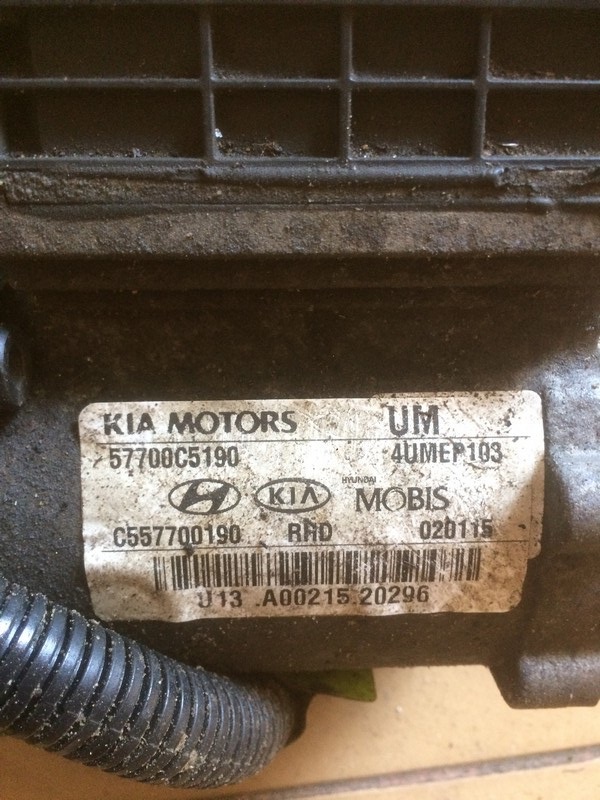 KIA MOTORS UM
57700C5190 4UMEP103
KIA HYUNDAI MOBIS
C557700190 RHD 020115
U13 .A00215 20296